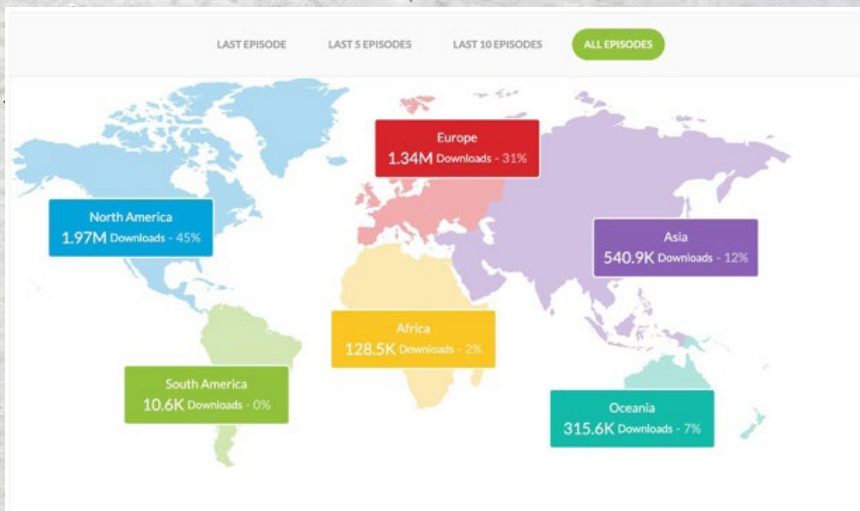 LAST EPISODE LAST 5 EPISODES LAST 10 EPISODES ALL EPISODES
Europe
1.34M Downloads - 31%
North America
1.97M Downloads - 45%
Asia
540.9K Downloads - 12%
Africa
128.5K Downloads - 2%
South America
10.6K Downloads - 0%
Oceania
315.6K Downloads - 7%